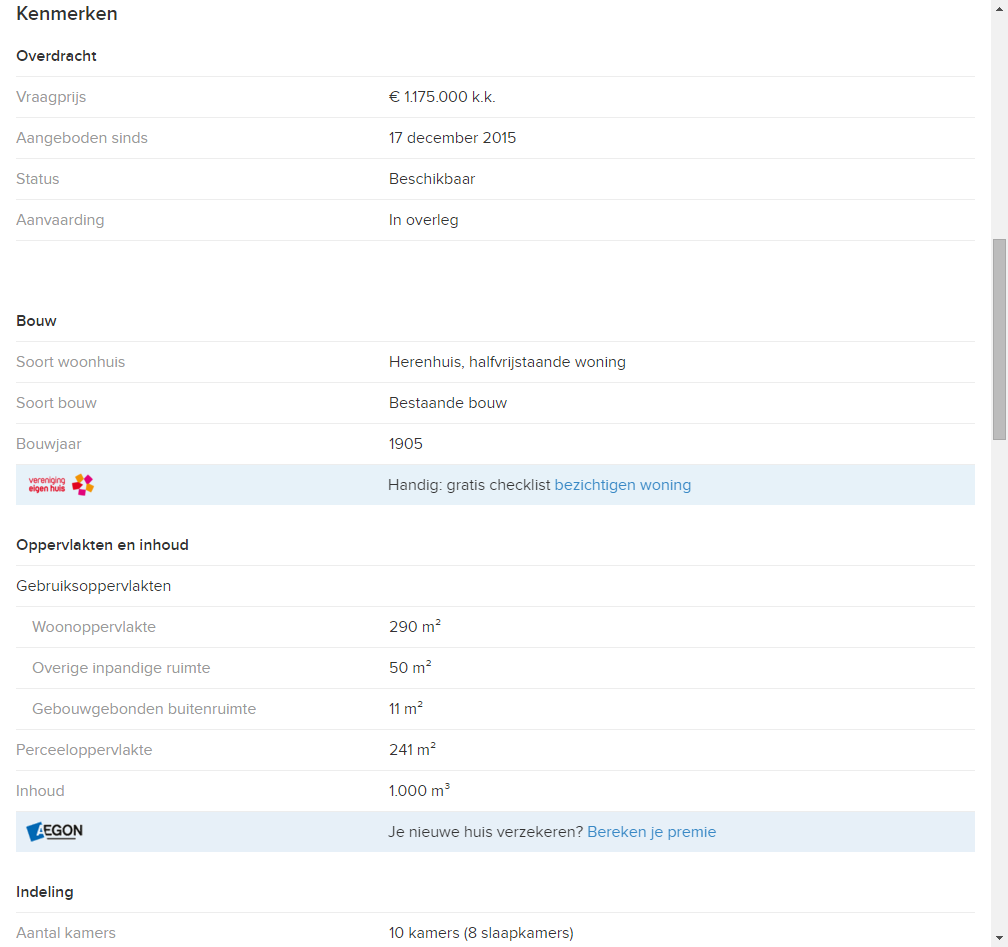 Kenmerken
Overdracht
Vraagprijs € 1.175.000 k.k.
Aangeboden sinds 17 december 2015
Status Beschikbaar
Aanvaarding In overleg
Bouw
Soort woonhuis Herenhuis, halfvrijstaande woning
Soort bouw Bestaande bouw
Bouwjaar 1905
vereniging
eigen huis
Handig: gratis checklist bezichtigen woning
Oppervlakten en inhoud
Gebruiksoppervlakten
Woonoppervlakte 290 m²
Overige inpandige ruimte 50 m²
Gebouwgebonden buitenruimte 11 m²
Perceeloppervlakte 241 m²
Inhoud 1.000 m³
AEGON Je nieuwe huis verzekeren? Bereken je premie
Indeling
Aantal kamers 10 kamers (8 slaapkamers)